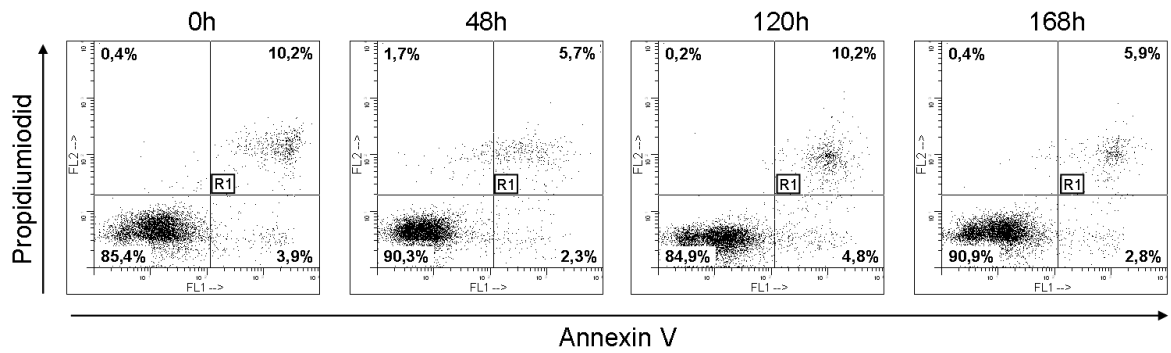 0h 48h 120h 168h
0,4% 10,2% 1,7% 5,7% 0,2% 10,2% 0,4% 5,9%
Propidiumiodid
FL2 --> FL2 --> FL2 --> FL2 -->
R1 R1 R1 R1
85,4% 3,9% 90,3% 2,3% 84,9% 4,8% 90,9% 2,8%
FL1 --> FL1 --> FL1 --> FL1 -->
Annexin V